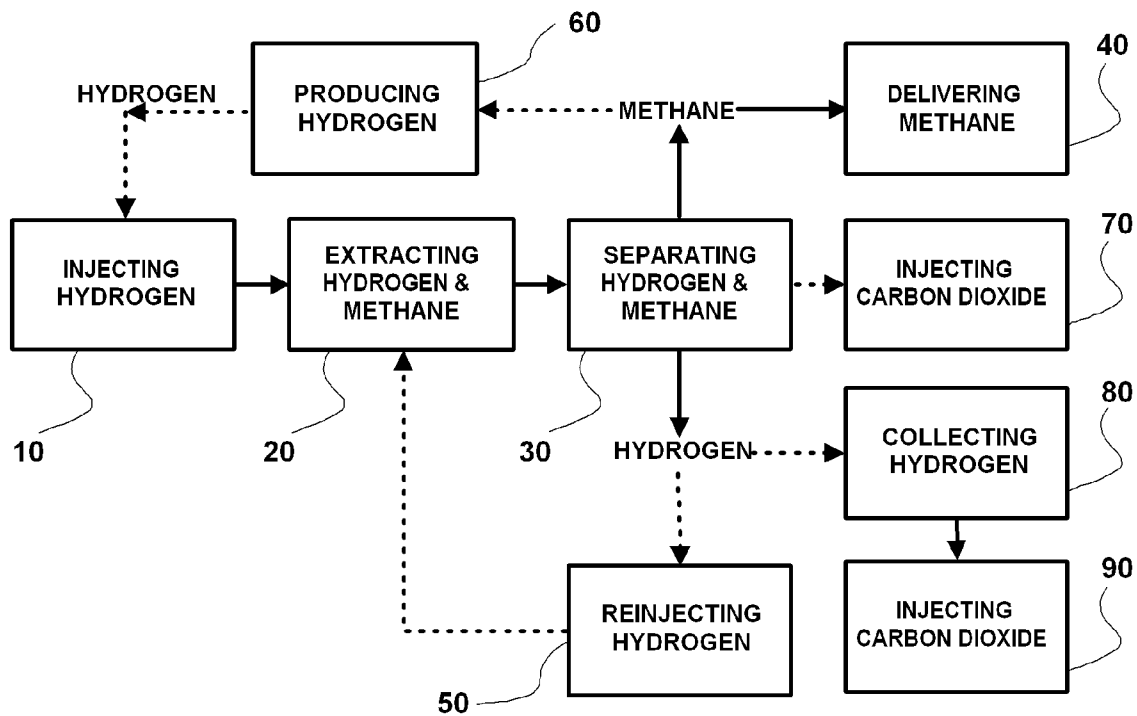 60
40
HYDROGEN
PRODUCING
HYDROGEN
METHANE
DELIVERING
METHANE
70
INJECTING
HYDROGEN
EXTRACTING
HYDROGEN &
METHANE
SEPARATING
HYDROGEN &
METHANE
INJECTING
CARBON DIOXIDE
80
10
20
30
HYDROGEN
COLLECTING
HYDROGEN
90
REINJECTING
HYDROGEN
INJECTING
CARBON DIOXIDE
50